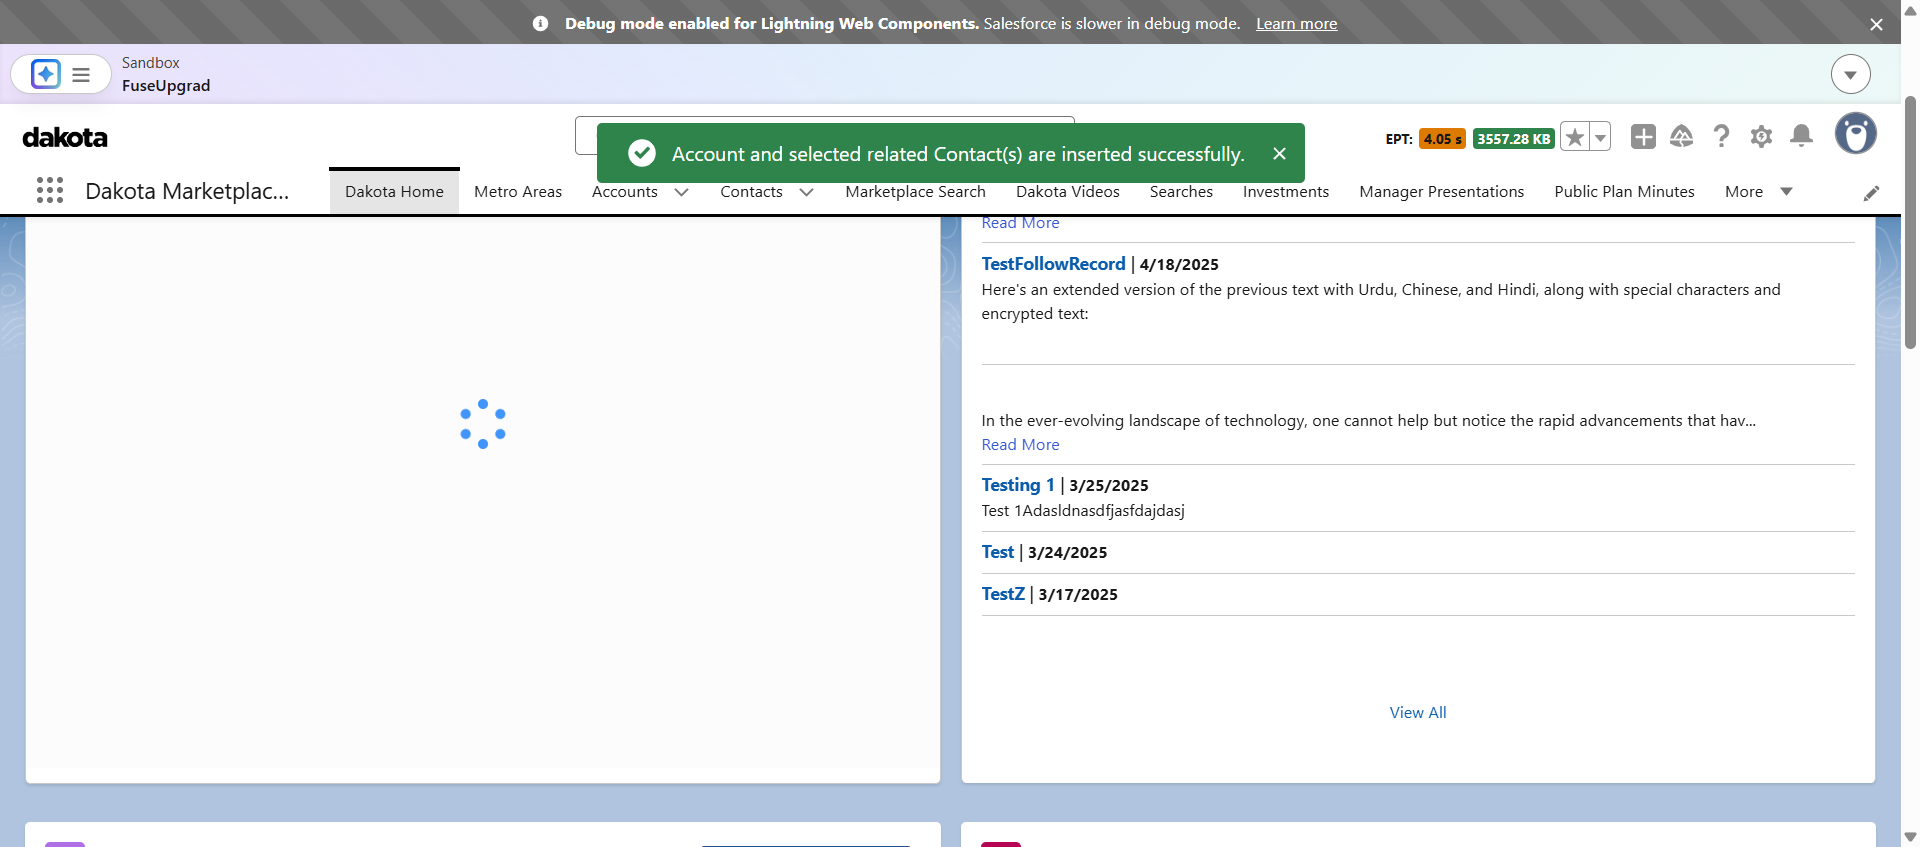 Debug mode enabled for Lightning Web Components. Salesforce is slower in debug mode. Learn more
Sandbox
FuseUpgrad
dakota
Account and selected related Contact(s) are inserted successfully.
EPT: 4.05 s 3557.28 KB
Dakota Marketplac...
Dakota Home
Metro Areas
Accounts
Contacts
Marketplace Search
Dakota Videos
Searches
Investments
Manager Presentations
Public Plan Minutes
More
Read More
TestFollowRecord | 4/18/2025
Here's an extended version of the previous text with Urdu, Chinese, and Hindi, along with special characters and
encrypted text:
In the ever-evolving landscape of technology, one cannot help but notice the rapid advancements that hav...
Read More
Testing 1 | 3/25/2025
Test 1Adasldnasdfjasfdajdasj
Test | 3/24/2025
TestZ | 3/17/2025
View All